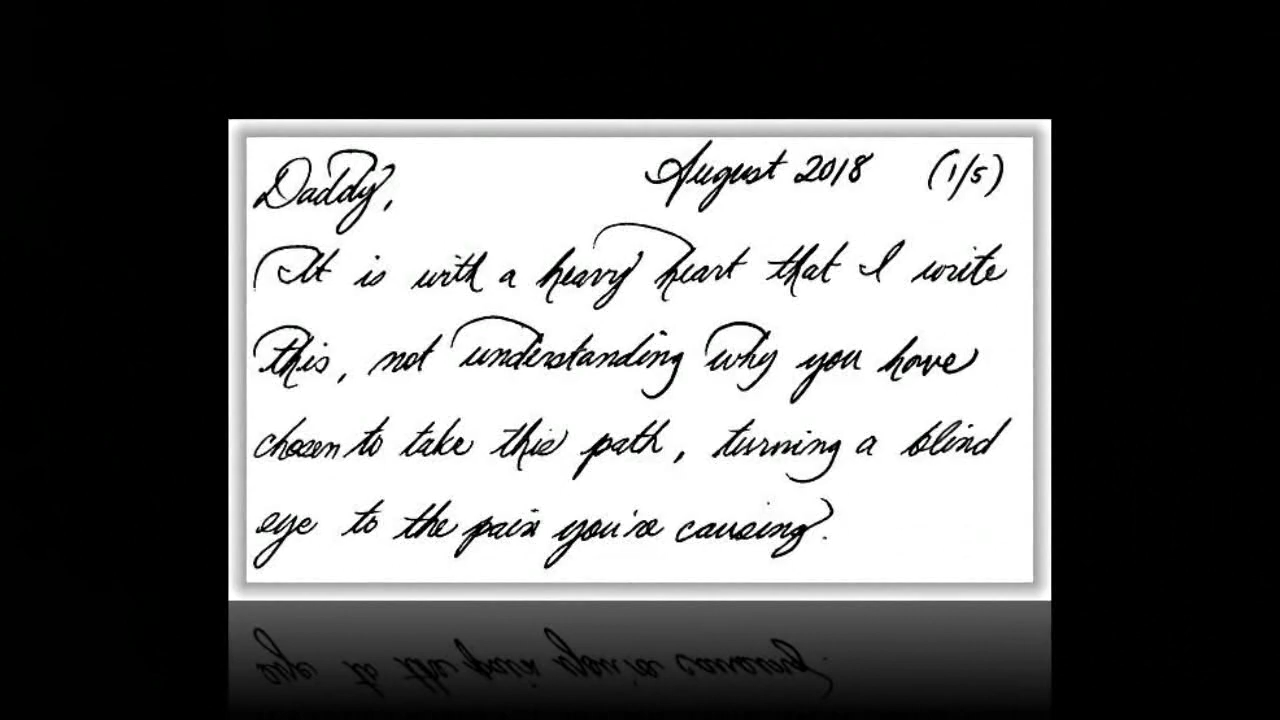 Daddy, August 2018 (1/5)
It is with a heavy heart that I write
this, not understanding why you have
chosen to take this path, turning a blind
eye to the pain you're causing.